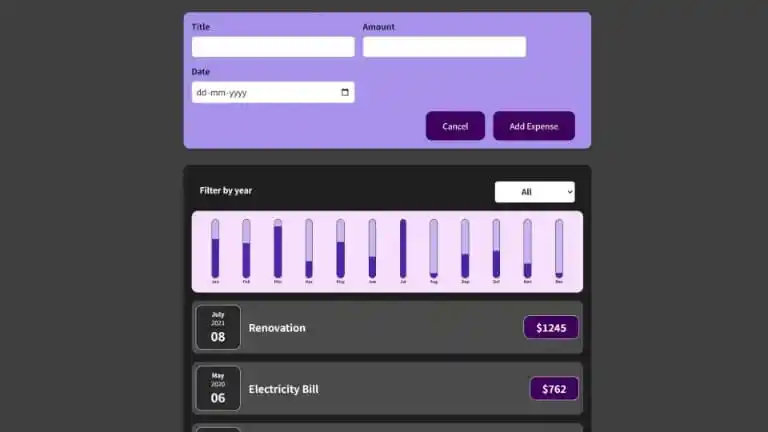 Title Amount
Date
dd-mm-yyyy
Cancel Add Expense
Filter by year All
Jan Feb Mar Apr May Jun Jul Aug Sep Oct Nov Dec
July
2021
08
Renovation
$1245
May
2020
06
Electricity Bill
$762